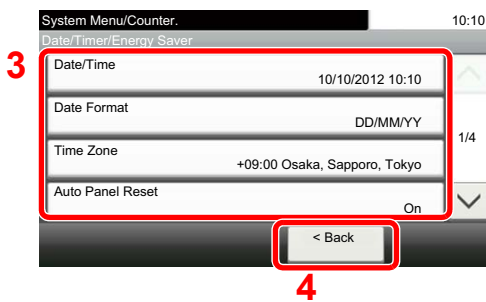 System Menu/Counter.
10:10
Date/Timer/Energy Saver
3
Date/Time
10/10/2012 10:10
Date Format
DD/MM/YY
1/4
Time Zone
+09:00 Osaka, Sapporo, Tokyo
Auto Panel Reset
On
< Back
4